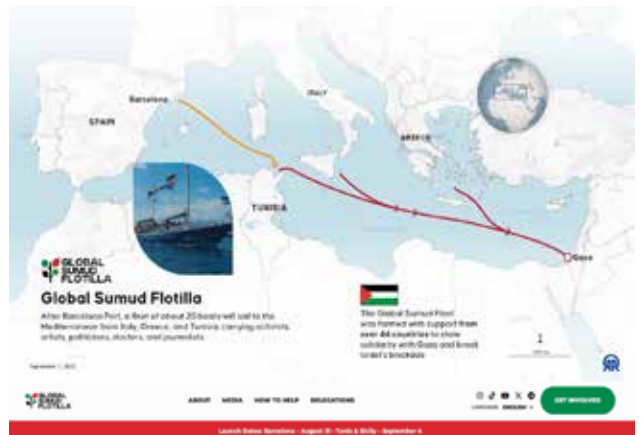 ITALY
Barcelona
SPAIN
GREECE
TUNISIA
Gaza
GLOBAL
SUMUD
FLOTILLA
Global Sumud Flotilla
After Barcelona Port, a fleet of about 20 boats will sail to the
Mediterranean from Italy, Greece, and Tunisia, carrying activists,
artists, politicians, doctors, and journalists.
The Global Sumud Fleet
was formed with support from
over 44 countries to show
solidarity with Gaza and break
Israel's blockade
September 1, 2025
GLOBAL
SUMUD
FLOTILLA
ABOUT MEDIA HOW TO HELP DELEGATIONS
LANGUAGE: ENGLISH
GET INVOLVED
Launch Dates: Barcelona - August 31 - Tunis & Sicily - September 4